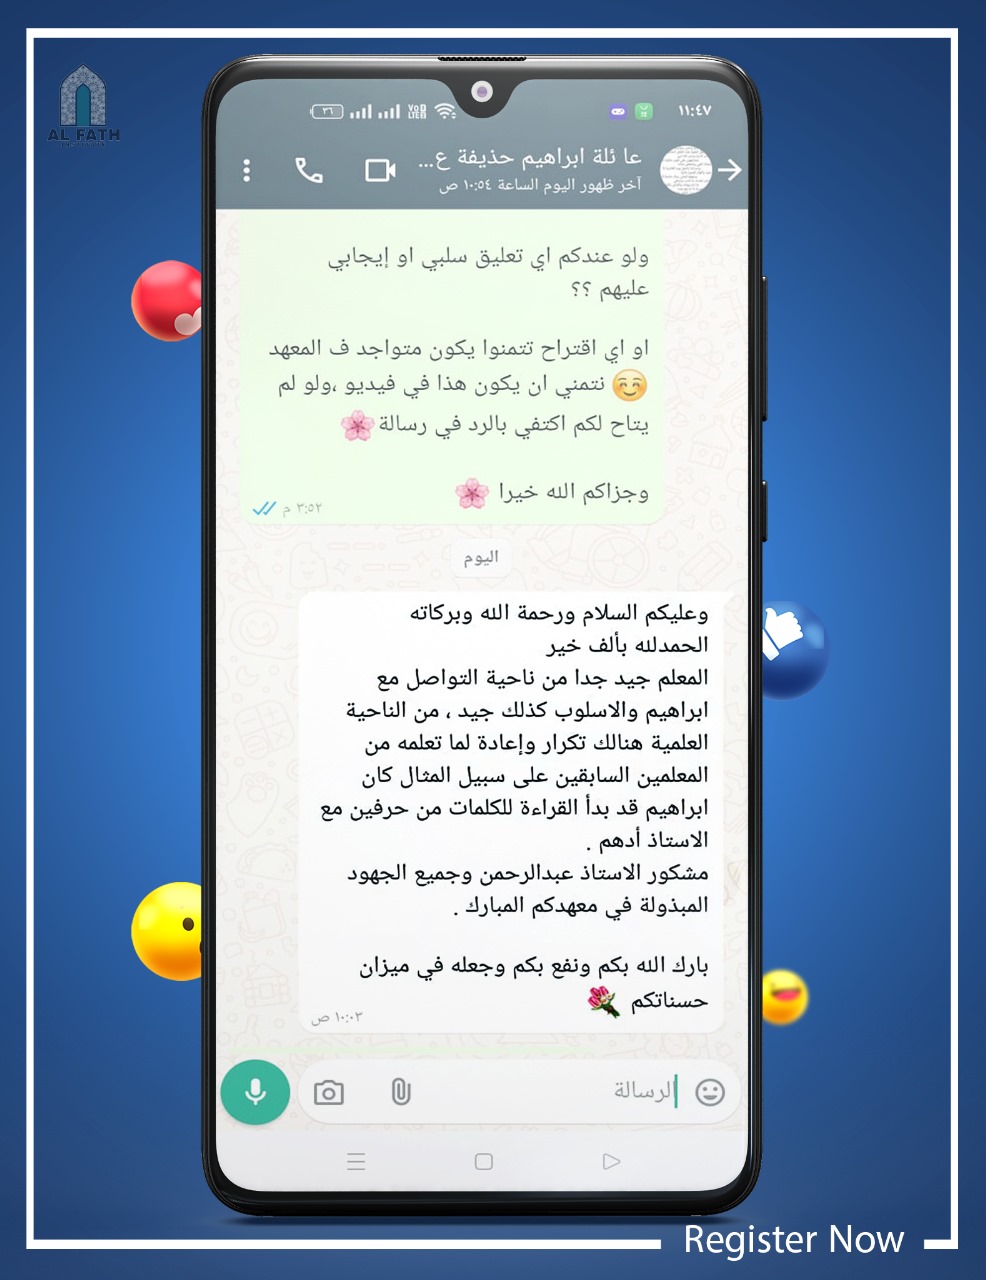 AL FATH
١١:٤٧
٣٦
عا ئلة ابراهيم حذيفة ع...
آخر ظهور اليوم الساعة ١٠:٥٤ ص
ولو عندكم اي تعليق سلبي او إيجابي
عليهم ؟؟
او اي اقتراح تتمنوا يكون متواجد ف المعهد
☺️ نتمني ان يكون هذا في فيديو ،ولو لم
يتاح لكم اكتفي بالرد في رسالة🌸
وجزاكم الله خيرا 🌸
٣:٥٢ م
اليوم
وعليكم السلام ورحمة الله وبركاته
الحمدلله بألف خير
المعلم جيد جدا من ناحية التواصل مع
ابراهيم والاسلوب كذلك جيد ، من الناحية
العلمية هنالك تكرار وإعادة لما تعلمه من
المعلمين السابقين على سبيل المثال كان
ابراهيم قد بدأ القراءة للكلمات من حرفين مع
الاستاذ أدهم .
مشكور الاستاذ عبدالرحمن وجميع الجهود
المبذولة في معهدكم المبارك .
بارك الله بكم ونفع بكم وجعله في ميزان
حسناتكم 🌷
١٠:٠٣ ص
الرسالة
Register Now